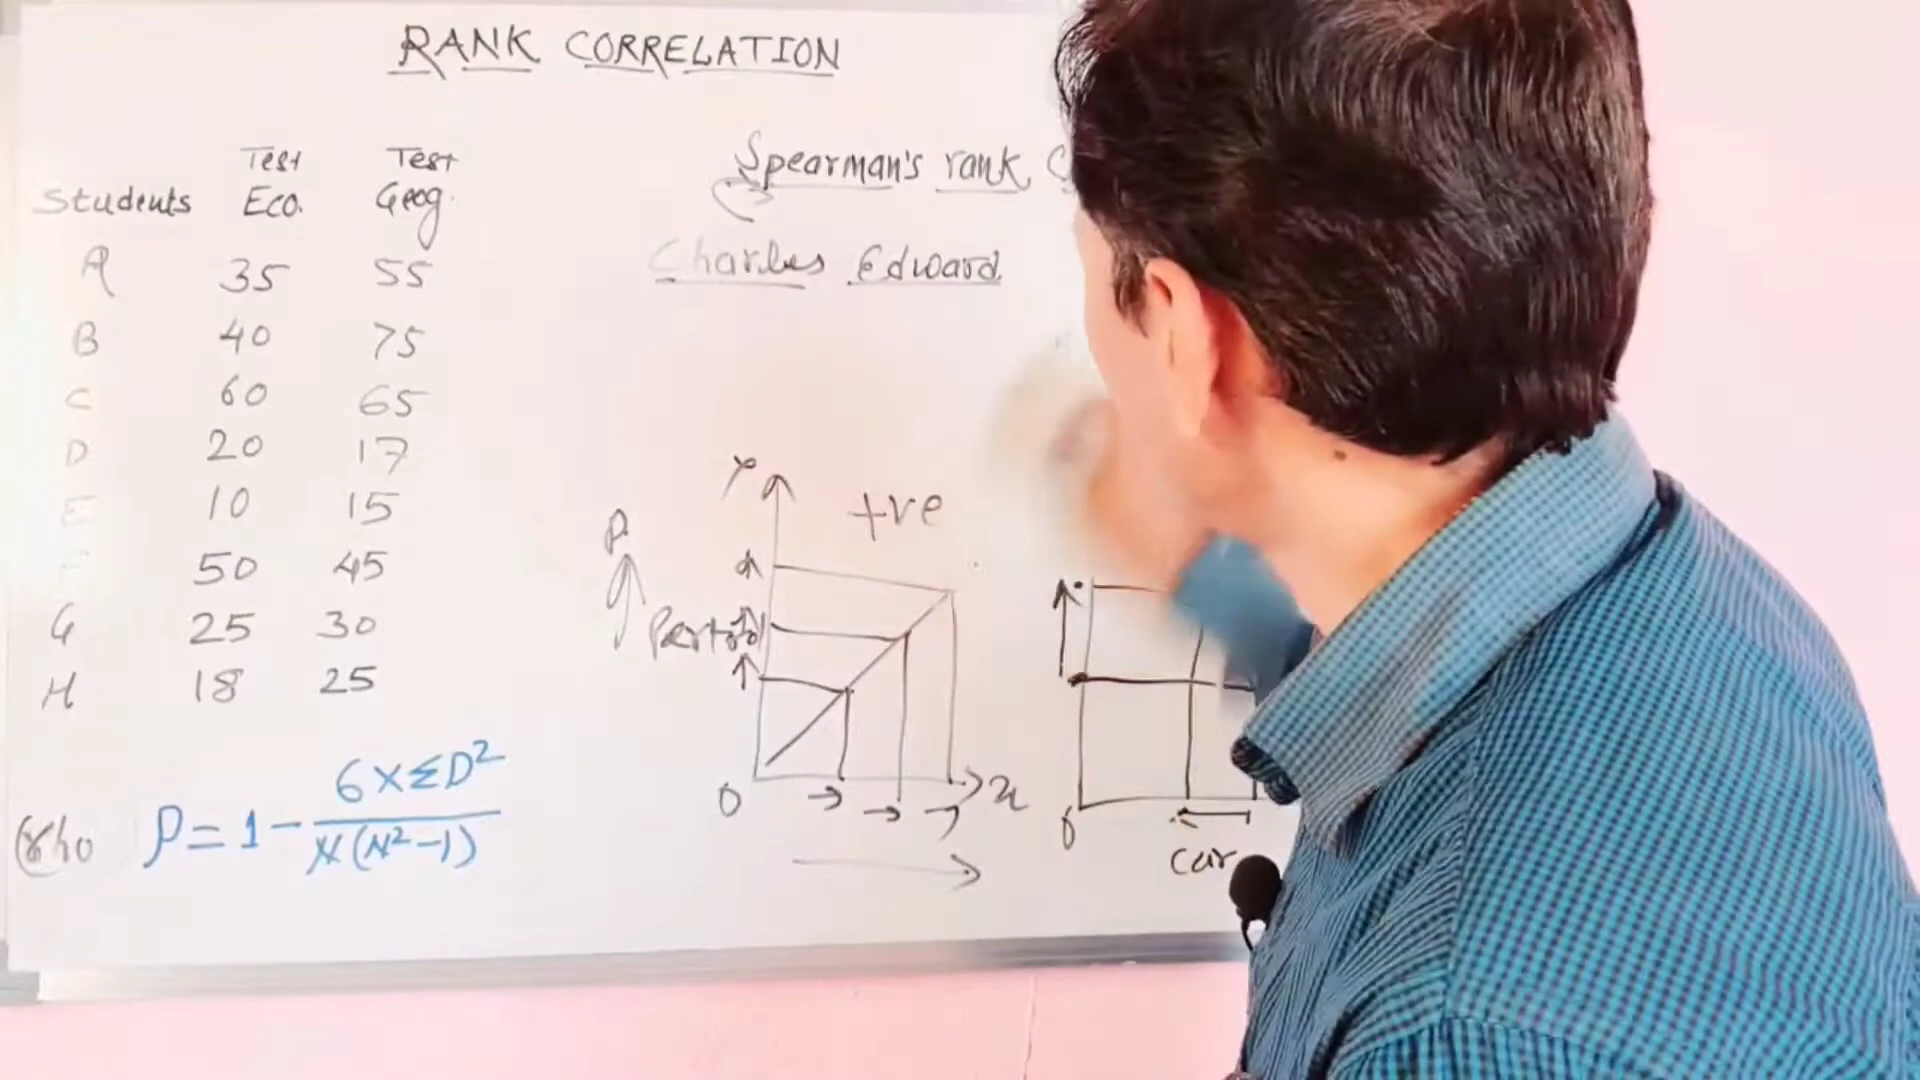 RANK CORRELATION
Test Test
Students Eco. Geog.
A 35 55
B 40 75
C 60 65
D 20 17
E 10 15
F 50 45
G 25 30
H 18 25
(rho ρ = 1 - 6×ΣD² / N(N²-1)
Spearman's rank C
Charles Edward
Y
+ve
P.
O x
0
Car